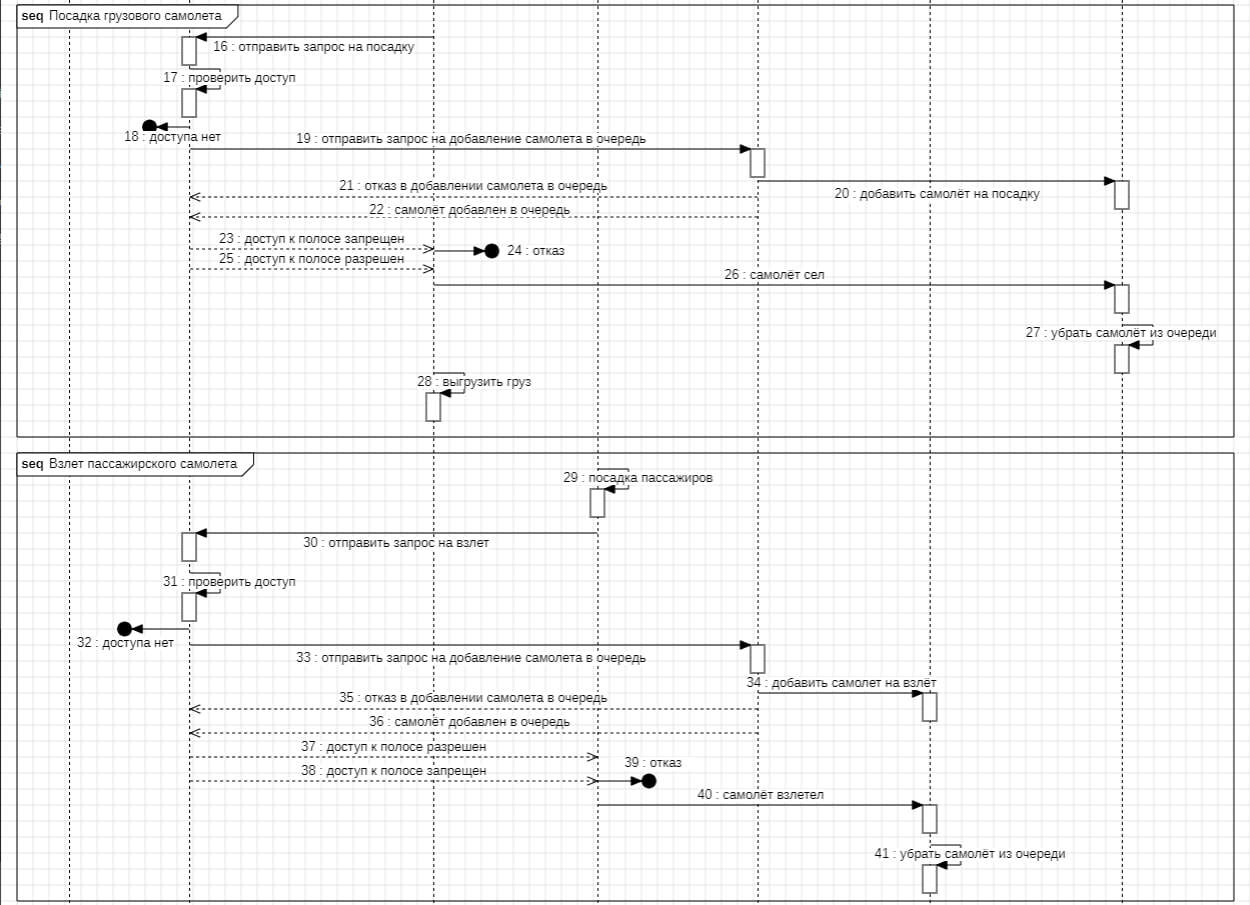 seq Посадка грузового самолета
16 : отправить запрос на посадку
17 : проверить доступ
18 : доступа нет
19 : отправить запрос на добавление самолета в очередь
21 : отказ в добавлении самолета в очередь
20 : добавить самолёт на посадку
22 : самолёт добавлен в очередь
23 : доступ к полосе запрещен
24 : отказ
25 : доступ к полосе разрешен
26 : самолёт сел
27 : убрать самолёт из очереди
28 : выгрузить груз
seq Взлет пассажирского самолета
29 : посадка пассажиров
30 : отправить запрос на взлет
31 : проверить доступ
32 : доступа нет
33 : отправить запрос на добавление самолета в очередь
34 : добавить самолет на взлёт
35 : отказ в добавлении самолета в очередь
36 : самолёт добавлен в очередь
37 : доступ к полосе разрешен
39 : отказ
38 : доступ к полосе запрещен
40 : самолёт взлетел
41 : убрать самолёт из очереди